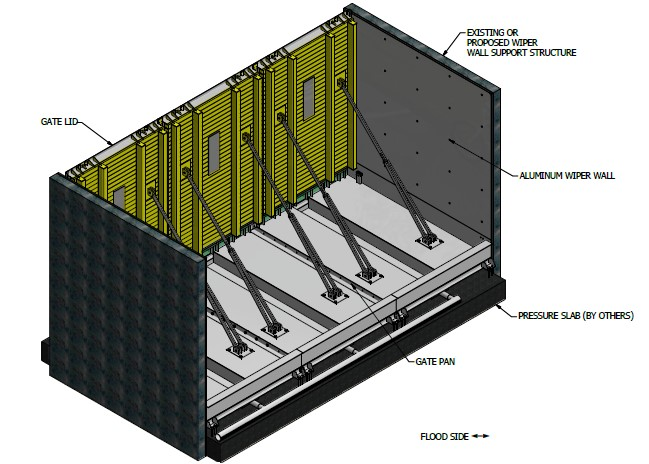 EXISTING OR
PROPOSED WIPER
WALL SUPPORT STRUCTURE
GATE LID
ALUMINUM WIPER WALL
PRESSURE SLAB (BY OTHERS)
GATE PAN
FLOOD SIDE